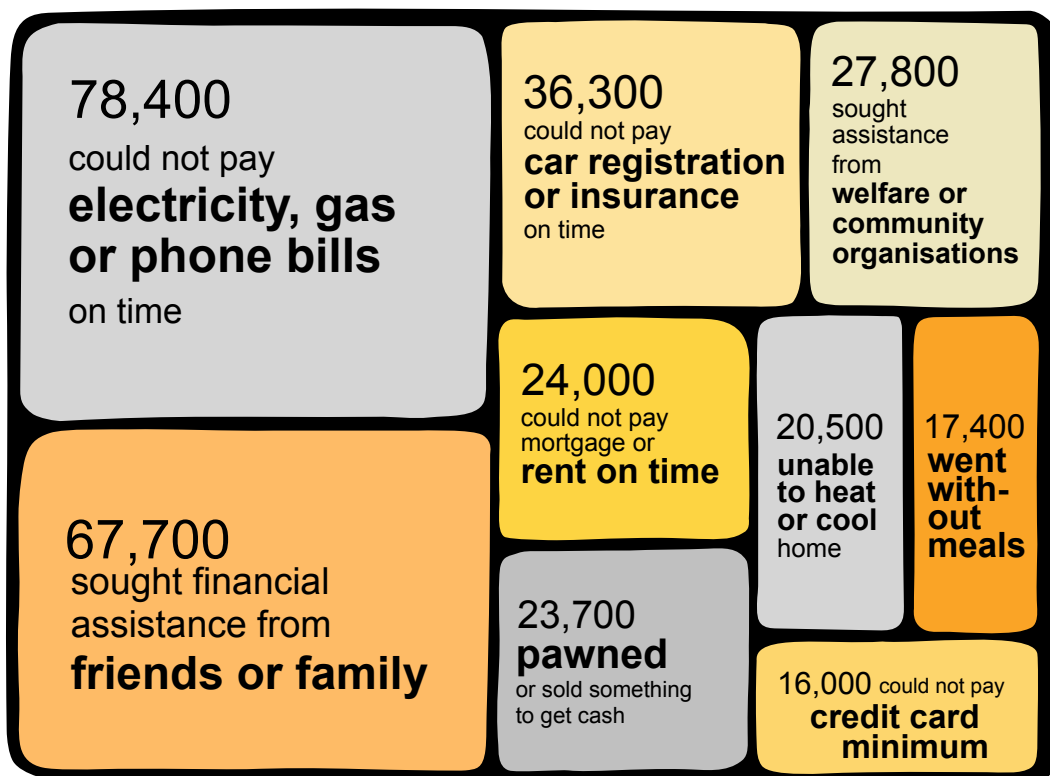 78,400
could not pay
electricity, gas
or phone bills
on time
36,300
could not pay
car registration
or insurance
on time
27,800
sought
assistance
from
welfare or
community
organisations
67,700
sought financial
assistance from
friends or family
24,000
could not pay
mortgage or
rent on time
23,700
pawned
or sold something
to get cash
20,500
unable
to heat
or cool
home
17,400
went
with-
out
meals
16,000 could not pay
credit card
minimum